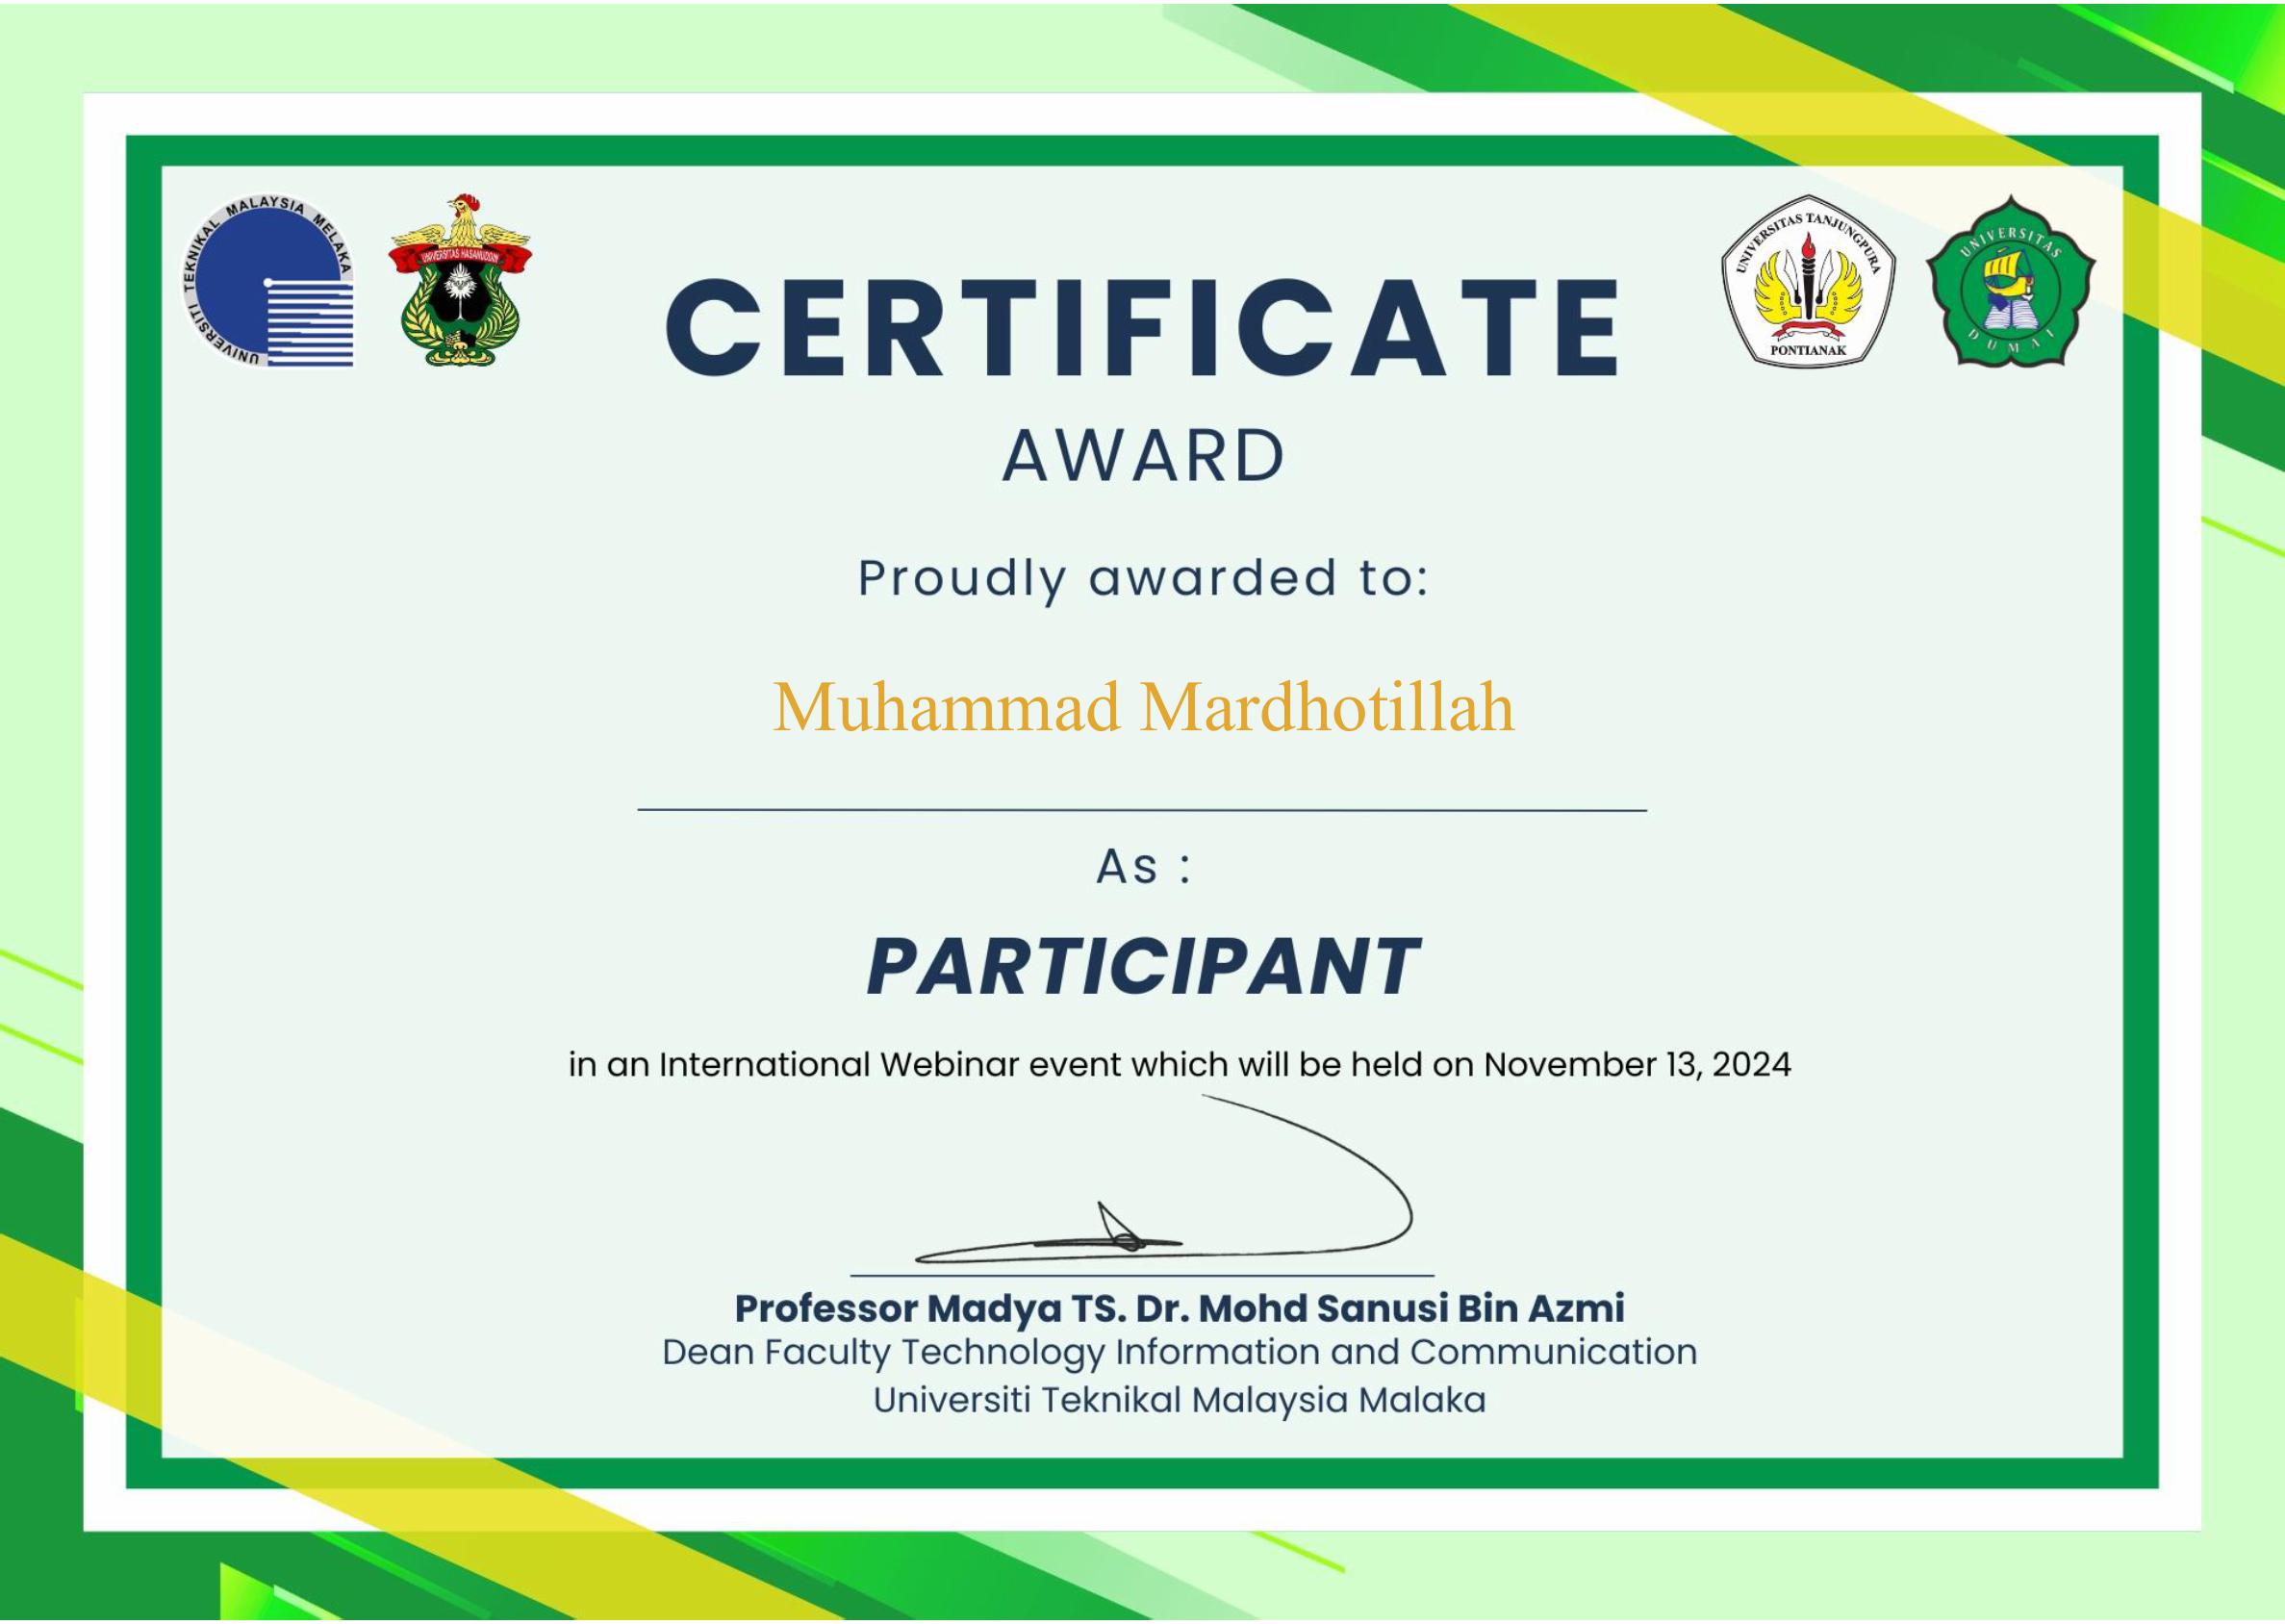 UNIVERSITI TEKNIKAL MALAYSIA MELAKA
UNIVERSITAS HASANUDDIN
UNIVERSITAS TANJUNGPURA
PONTIANAK
UNIVERSITAS
DUMAI
CERTIFICATE
AWARD
Proudly awarded to:
Muhammad Mardhotillah
As :
PARTICIPANT
in an International Webinar event which will be held on November 13, 2024
Professor Madya TS. Dr. Mohd Sanusi Bin Azmi
Dean Faculty Technology Information and Communication
Universiti Teknikal Malaysia Malaka